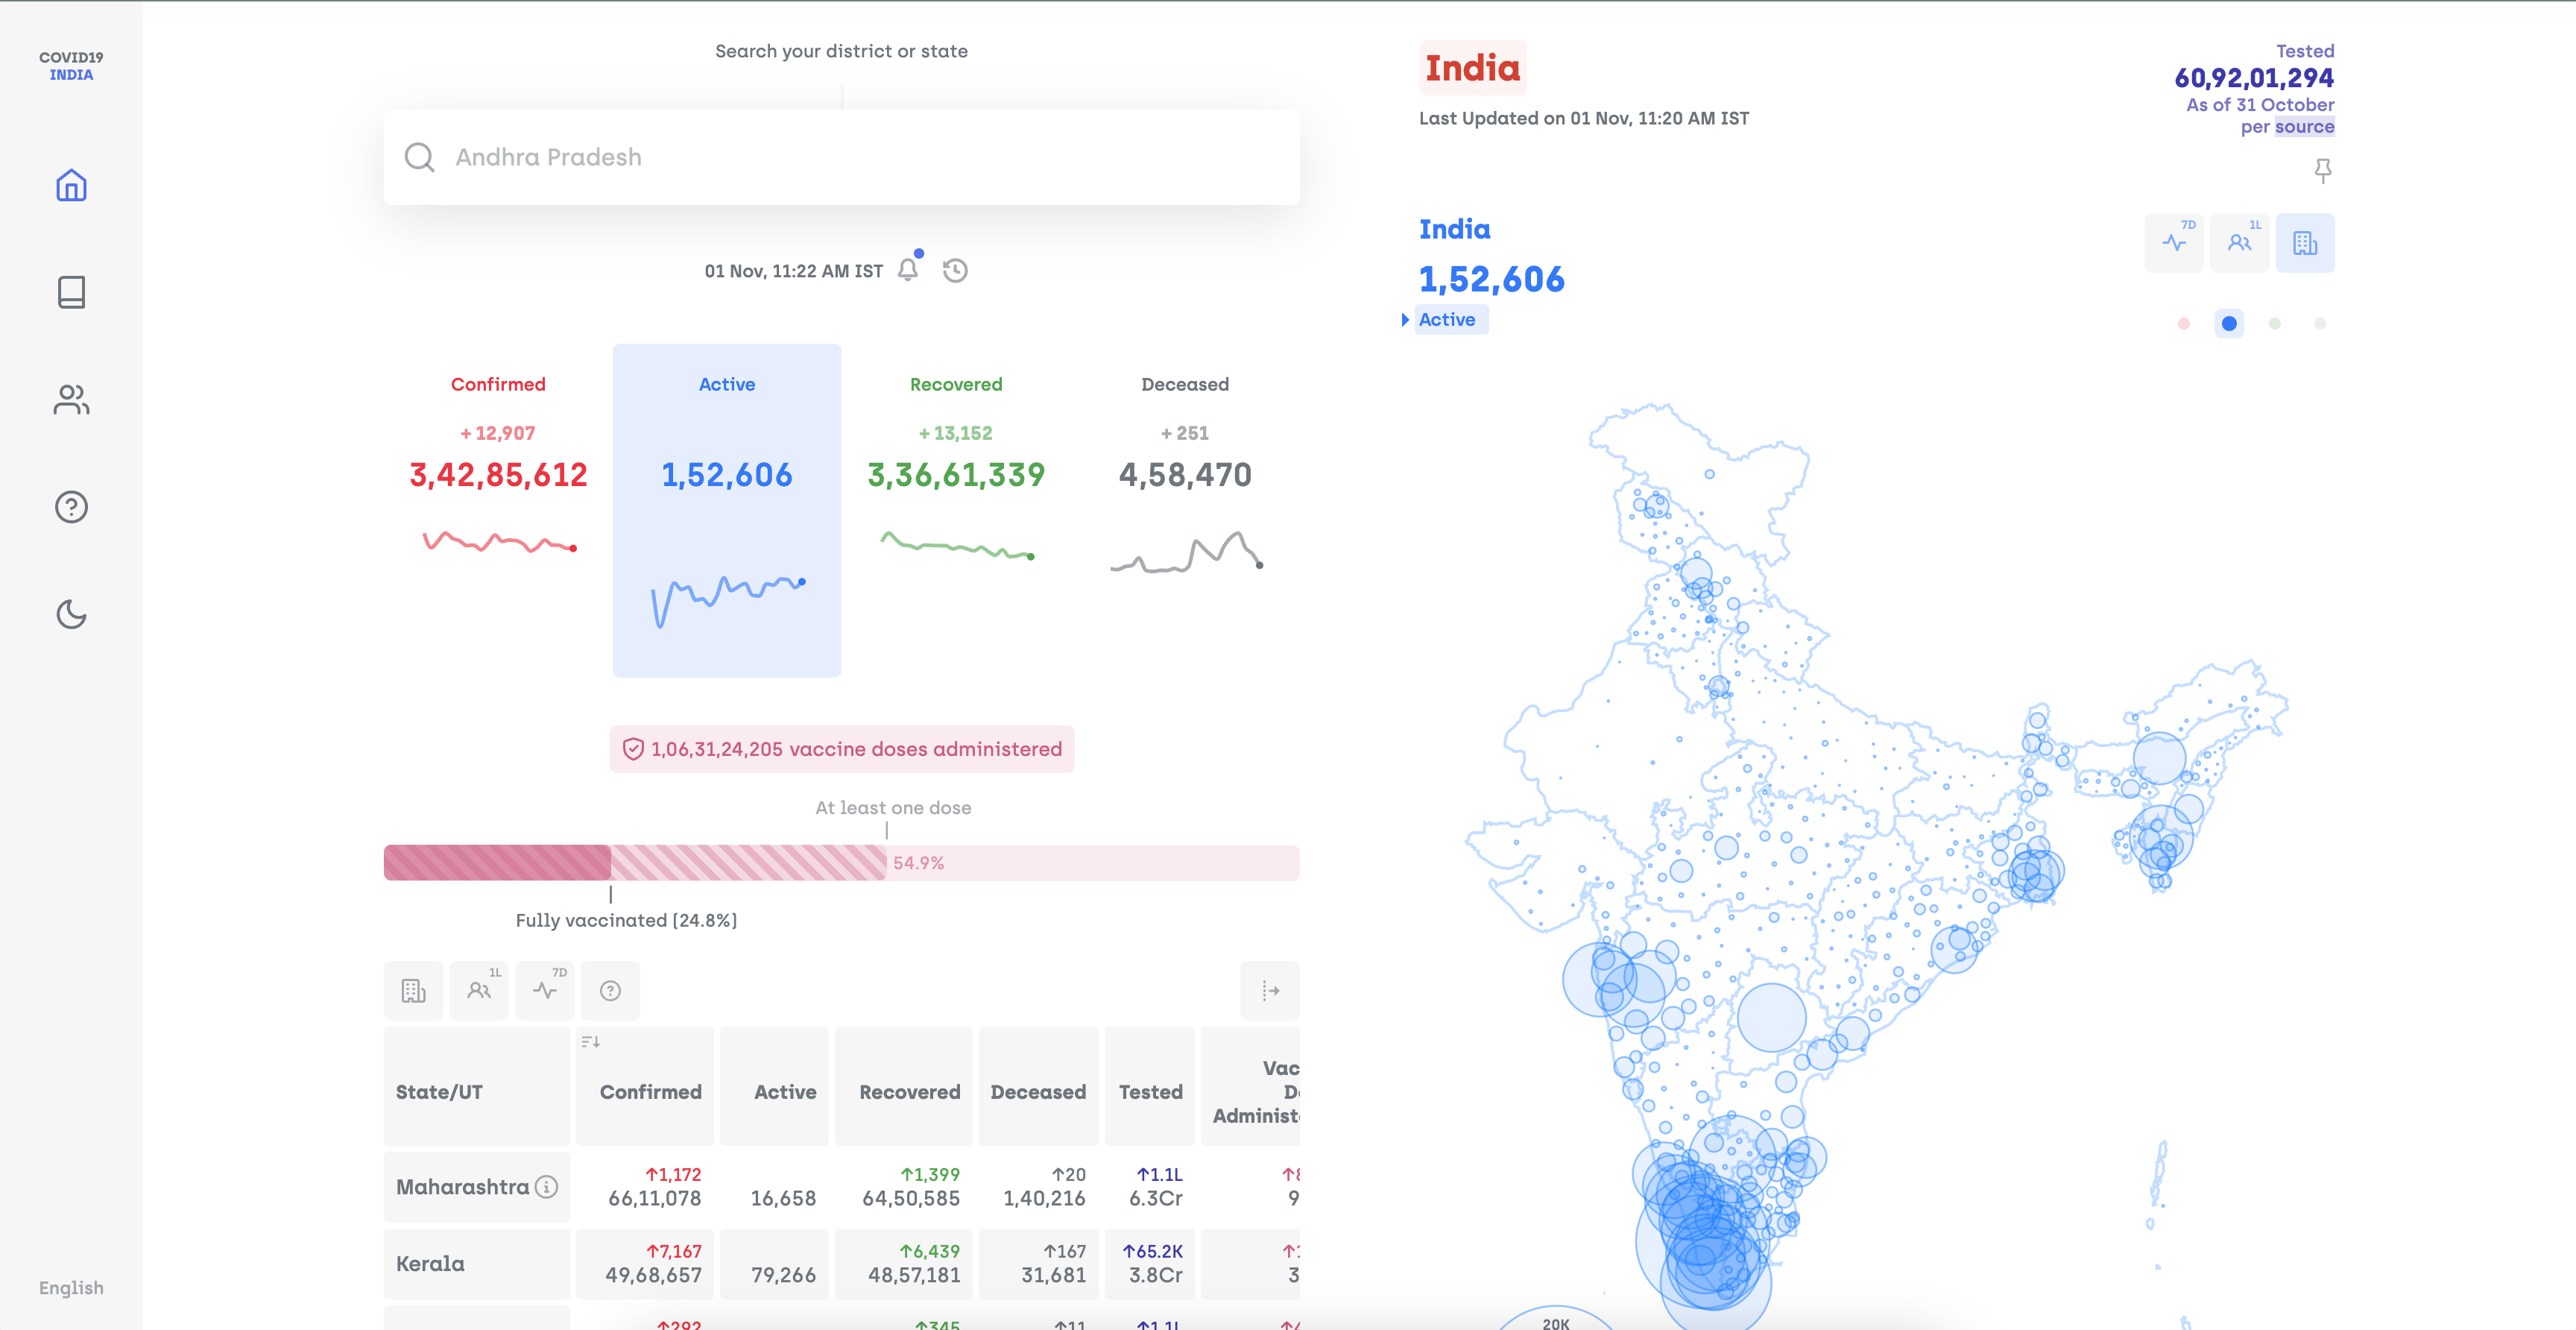 COVID19
INDIA
English
Search your district or state
Andhra Pradesh
01 Nov, 11:22 AM IST
Confirmed
+ 12,907
3,42,85,612
Active
1,52,606
Recovered
+ 13,152
3,36,61,339
Deceased
+ 251
4,58,470
1,06,31,24,205 vaccine doses administered
At least one dose
54.9%
Fully vaccinated (24.8%)
1L
7D
State/UT
Confirmed
Active
Recovered
Deceased
Tested
Maharashtra
↑1,172
66,11,078
16,658
↑1,399
64,50,585
↑20
1,40,216
↑1.1L
6.3Cr
Kerala
↑7,167
49,68,657
79,266
↑6,439
48,57,181
↑167
31,681
↑65.2K
3.8Cr
↑292
↑345
↑11
↑1.1L
India
Last Updated on 01 Nov, 11:20 AM IST
Tested
60,92,01,294
As of 31 October
per source
India
1,52,606
Active
7D
1L
20K